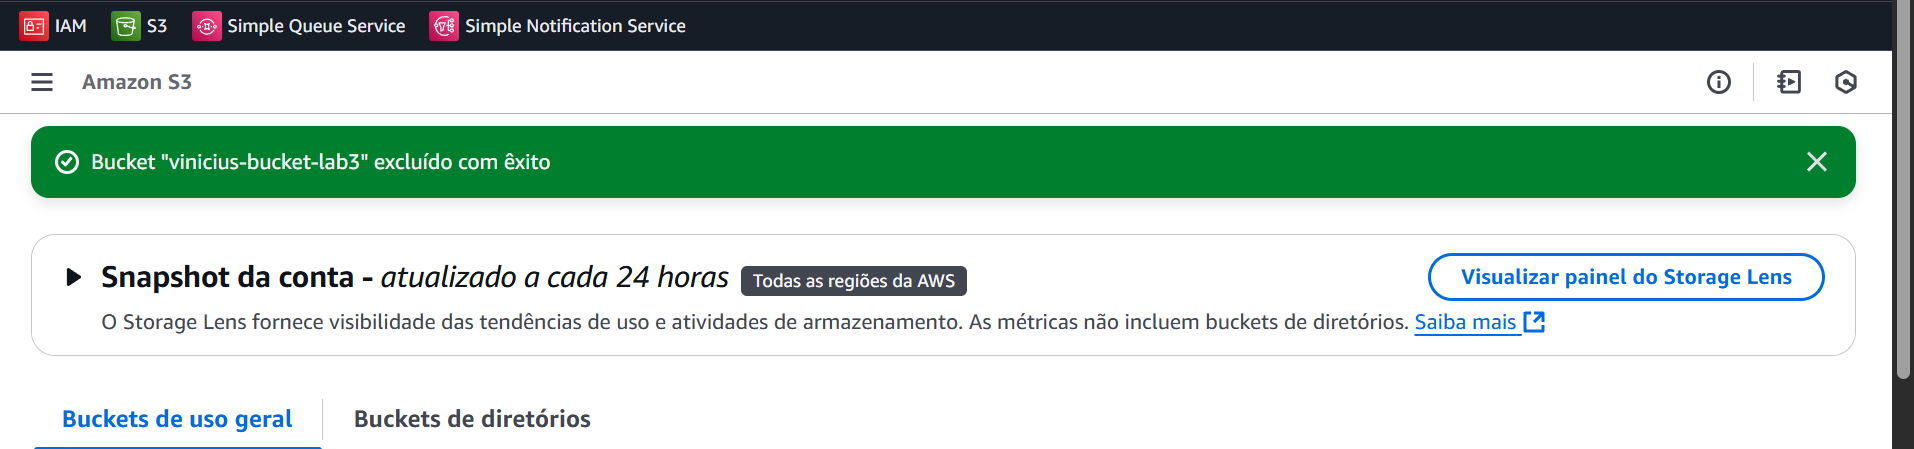 IAM S3 Simple Queue Service Simple Notification Service
Amazon S3
Bucket "vinicius-bucket-lab3" excluído com êxito
Snapshot da conta - atualizado a cada 24 horas Todas as regiões da AWS Visualizar painel do Storage Lens
O Storage Lens fornece visibilidade das tendências de uso e atividades de armazenamento. As métricas não incluem buckets de diretórios. Saiba mais
Buckets de uso geral Buckets de diretórios